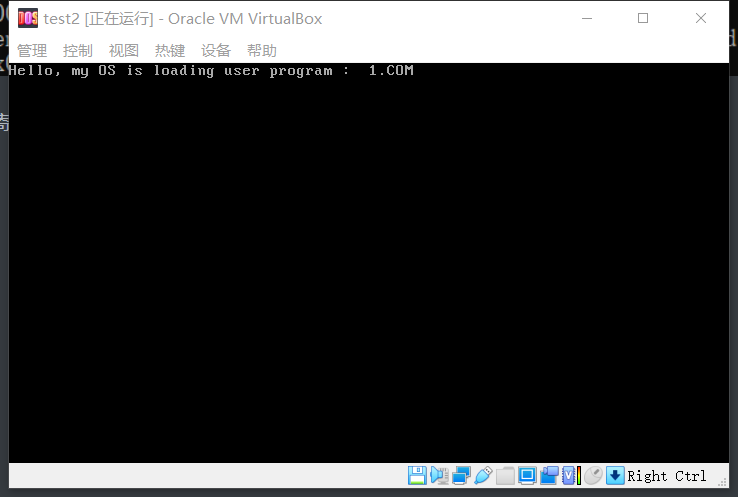 test2 [正在运行] - Oracle VM VirtualBox
管理 控制 视图 热键 设备 帮助
Hello, my OS is loading user program :  1.COM
Right Ctrl